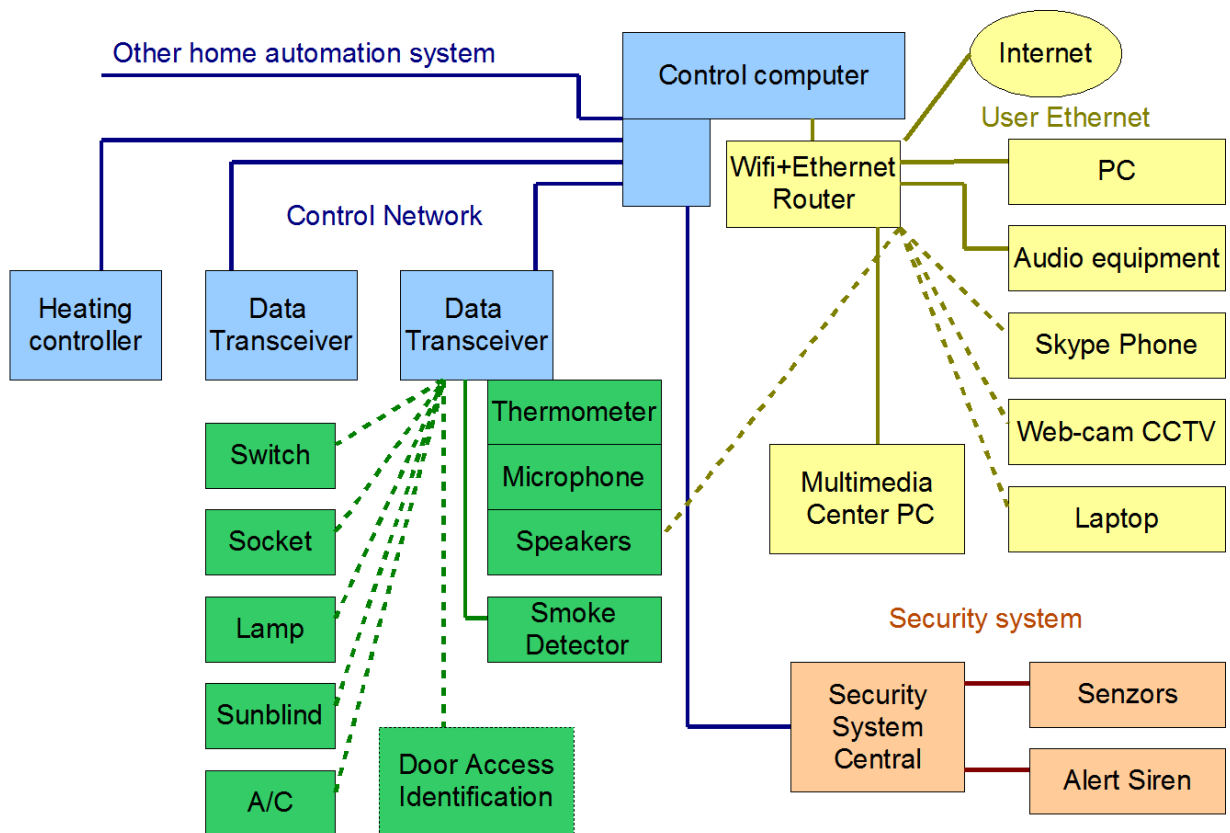 Other home automation system
Control computer
Internet
User Ethernet
Wifi+Ethernet
Router
PC
Control Network
Audio equipment
Heating
controller
Data
Transceiver
Data
Transceiver
Skype Phone
Thermometer
Switch
Web-cam CCTV
Microphone
Multimedia
Center PC
Socket
Speakers
Laptop
Lamp
Smoke
Detector
Security system
Sunblind
Security
System
Central
Senzors
Door Access
Identification
A/C
Alert Siren